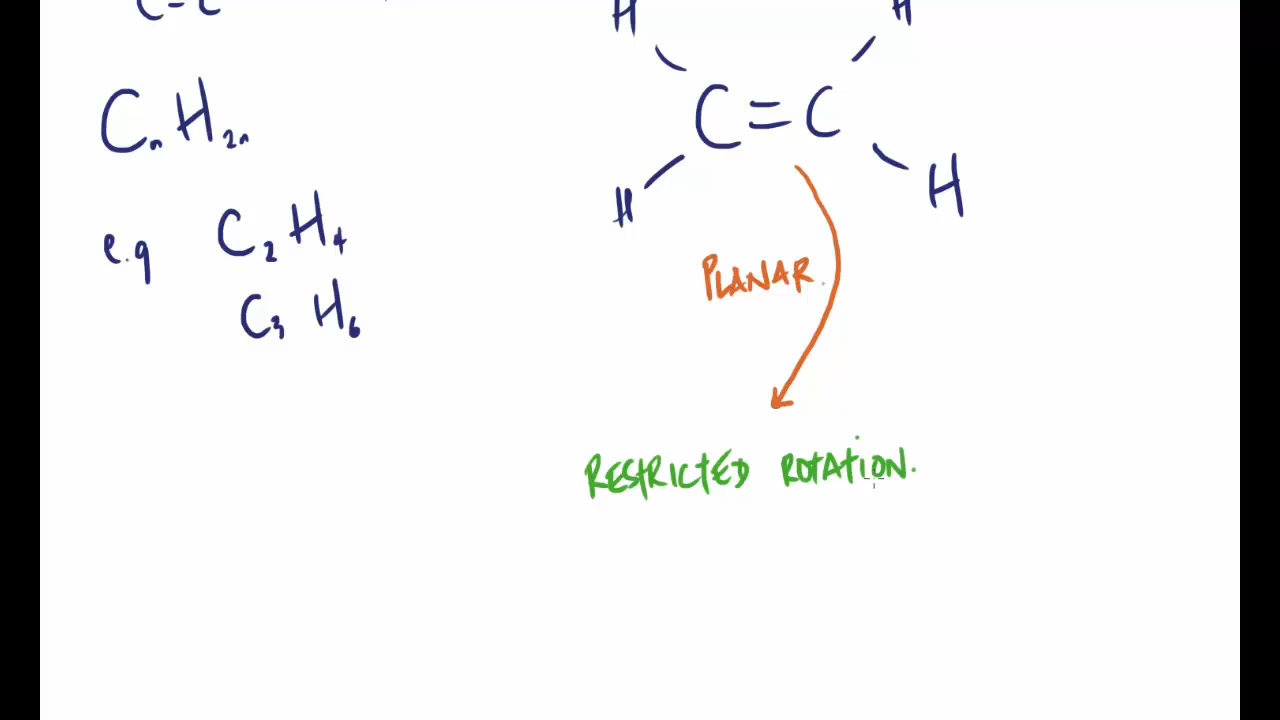 C=C
CnH2n
e.g C2H4
C3H6
H H
C=C
H H
PLANAR.
RESTRICTED ROTATION.